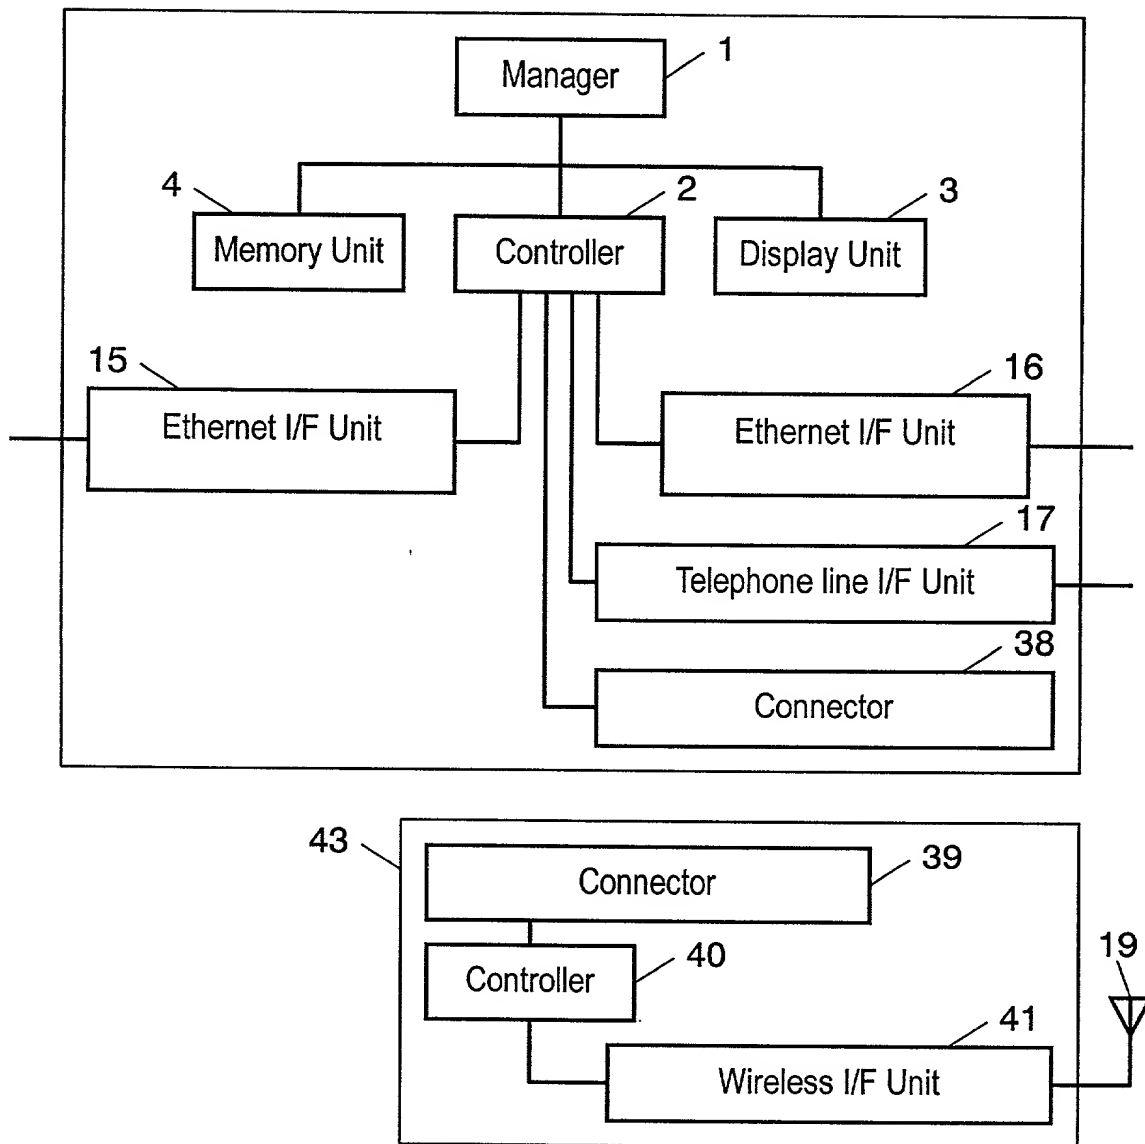 1
Manager
4
2
3
Memory Unit
Controller
Display Unit
15
16
Ethernet I/F Unit
Ethernet I/F Unit
17
Telephone line I/F Unit
38
Connector
43
39
Connector
40
19
Controller
41
Wireless I/F Unit